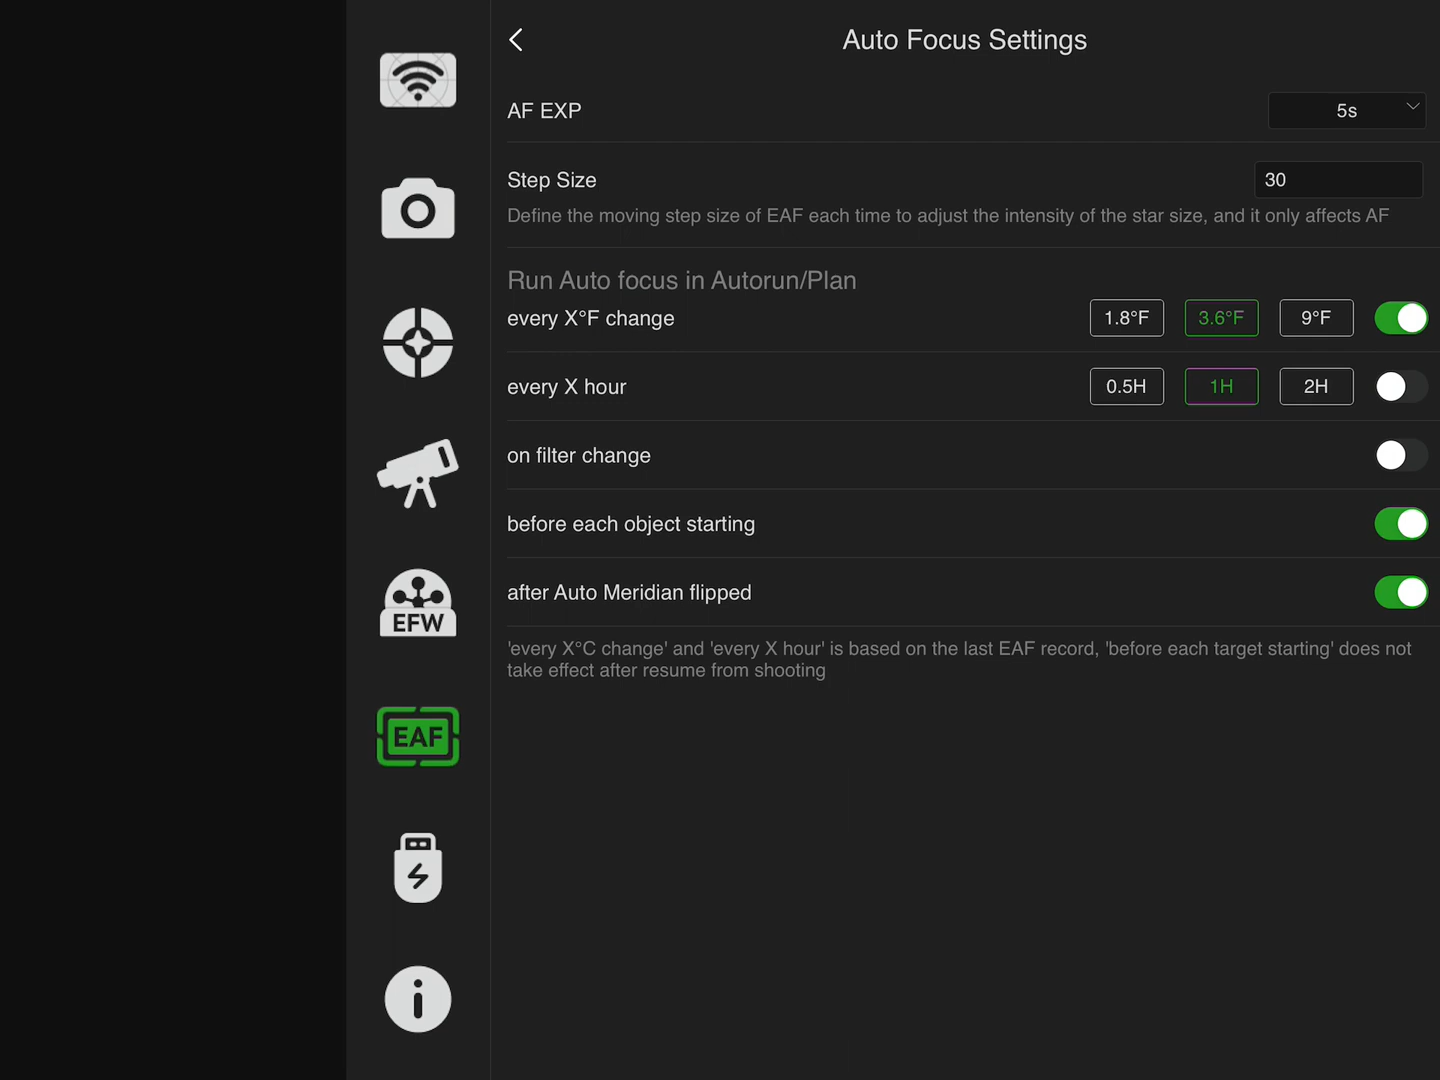 Auto Focus Settings
AF EXP
5s
Step Size
30
Define the moving step size of EAF each time to adjust the intensity of the star size, and it only affects AF
Run Auto focus in Autorun/Plan
every X°F change
1.8°F
3.6°F
9°F
every X hour
0.5H
1H
2H
on filter change
before each object starting
after Auto Meridian flipped
'every X°C change' and 'every X hour' is based on the last EAF record, 'before each target starting' does not
take effect after resume from shooting
EFW
EAF